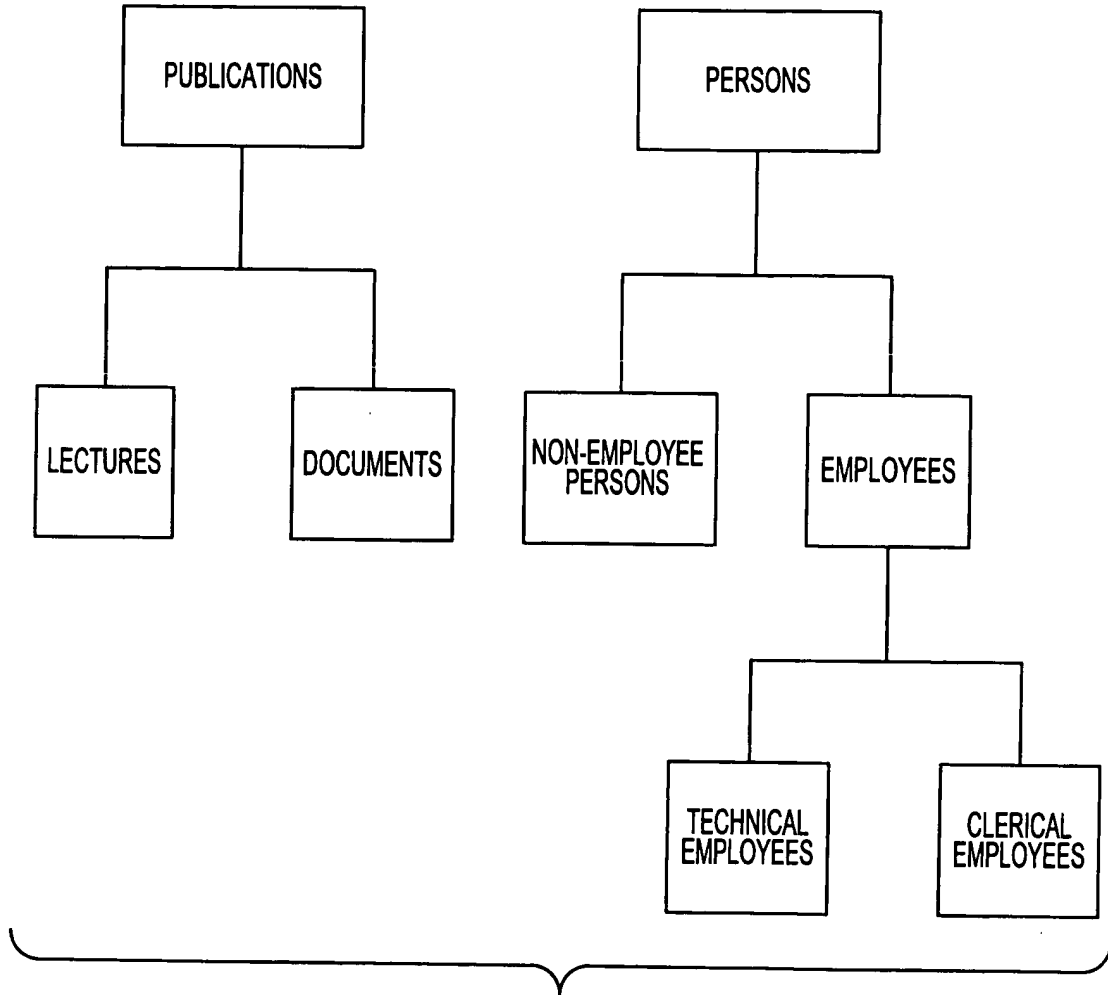 PUBLICATIONS
PERSONS
LECTURES
DOCUMENTS
NON-EMPLOYEE
PERSONS
EMPLOYEES
TECHNICAL
EMPLOYEES
CLERICAL
EMPLOYEES